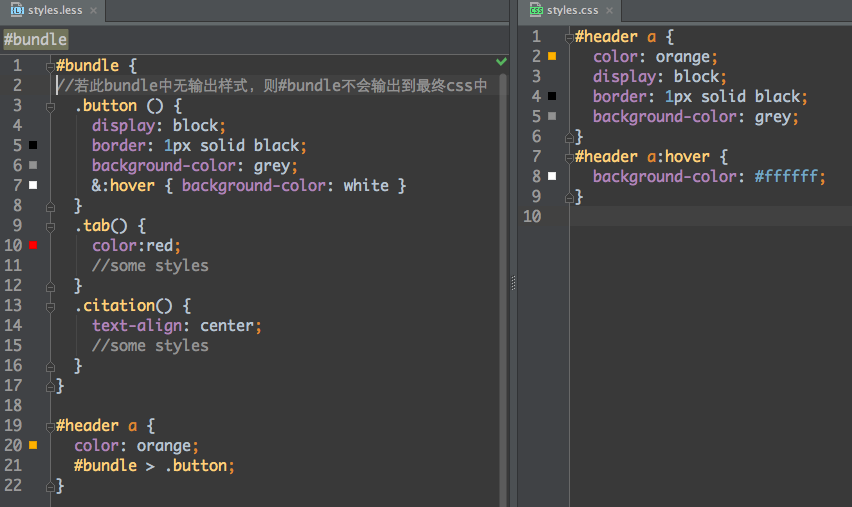 styles.less
#bundle
1 #bundle {
2 //若此bundle中无输出样式，则#bundle不会输出到最终css中
3 .button () {
4 display: block;
5 border: 1px solid black;
6 background-color: grey;
7 &:hover { background-color: white }
8 }
9 .tab() {
10 color:red;
11 //some styles
12 }
13 .citation() {
14 text-align: center;
15 //some styles
16 }
17 }
18
19 #header a {
20 color: orange;
21 #bundle > .button;
22 }
styles.css
1 #header a {
2 color: orange;
3 display: block;
4 border: 1px solid black;
5 background-color: grey;
6 }
7 #header a:hover {
8 background-color: #ffffff;
9 }
10